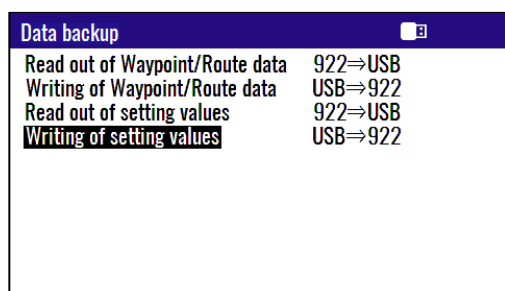 Data backup
Read out of Waypoint/Route data 922⇒USB
Writing of Waypoint/Route data USB⇒922
Read out of setting values 922⇒USB
Writing of setting values USB⇒922